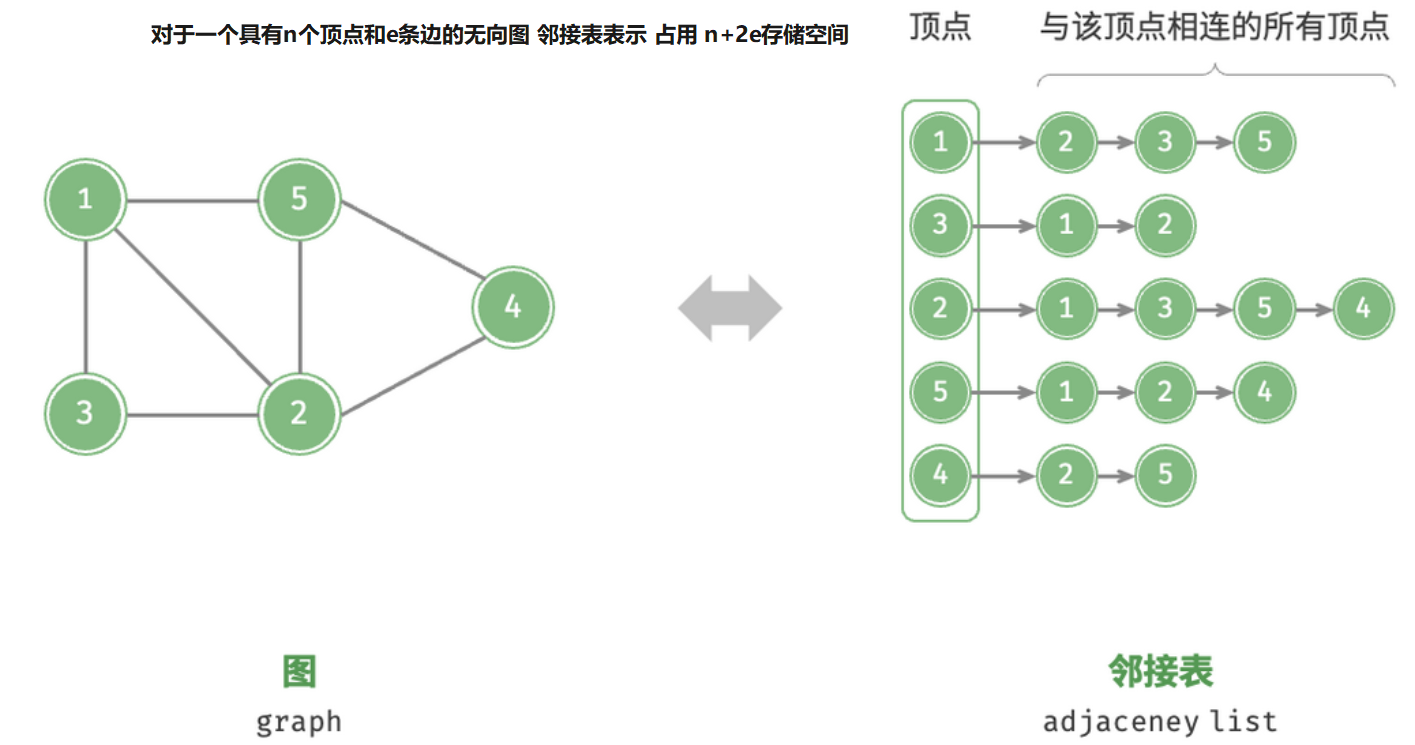 对于一个具有n个顶点和e条边的无向图 邻接表表示 占用 n+2e存储空间
顶点 与该顶点相连的所有顶点
1 5 4 3 2
1 2 3 5
3 1 2
2 1 3 5 4
5 1 2 4
4 2 5
图
graph
邻接表
adjaceney list